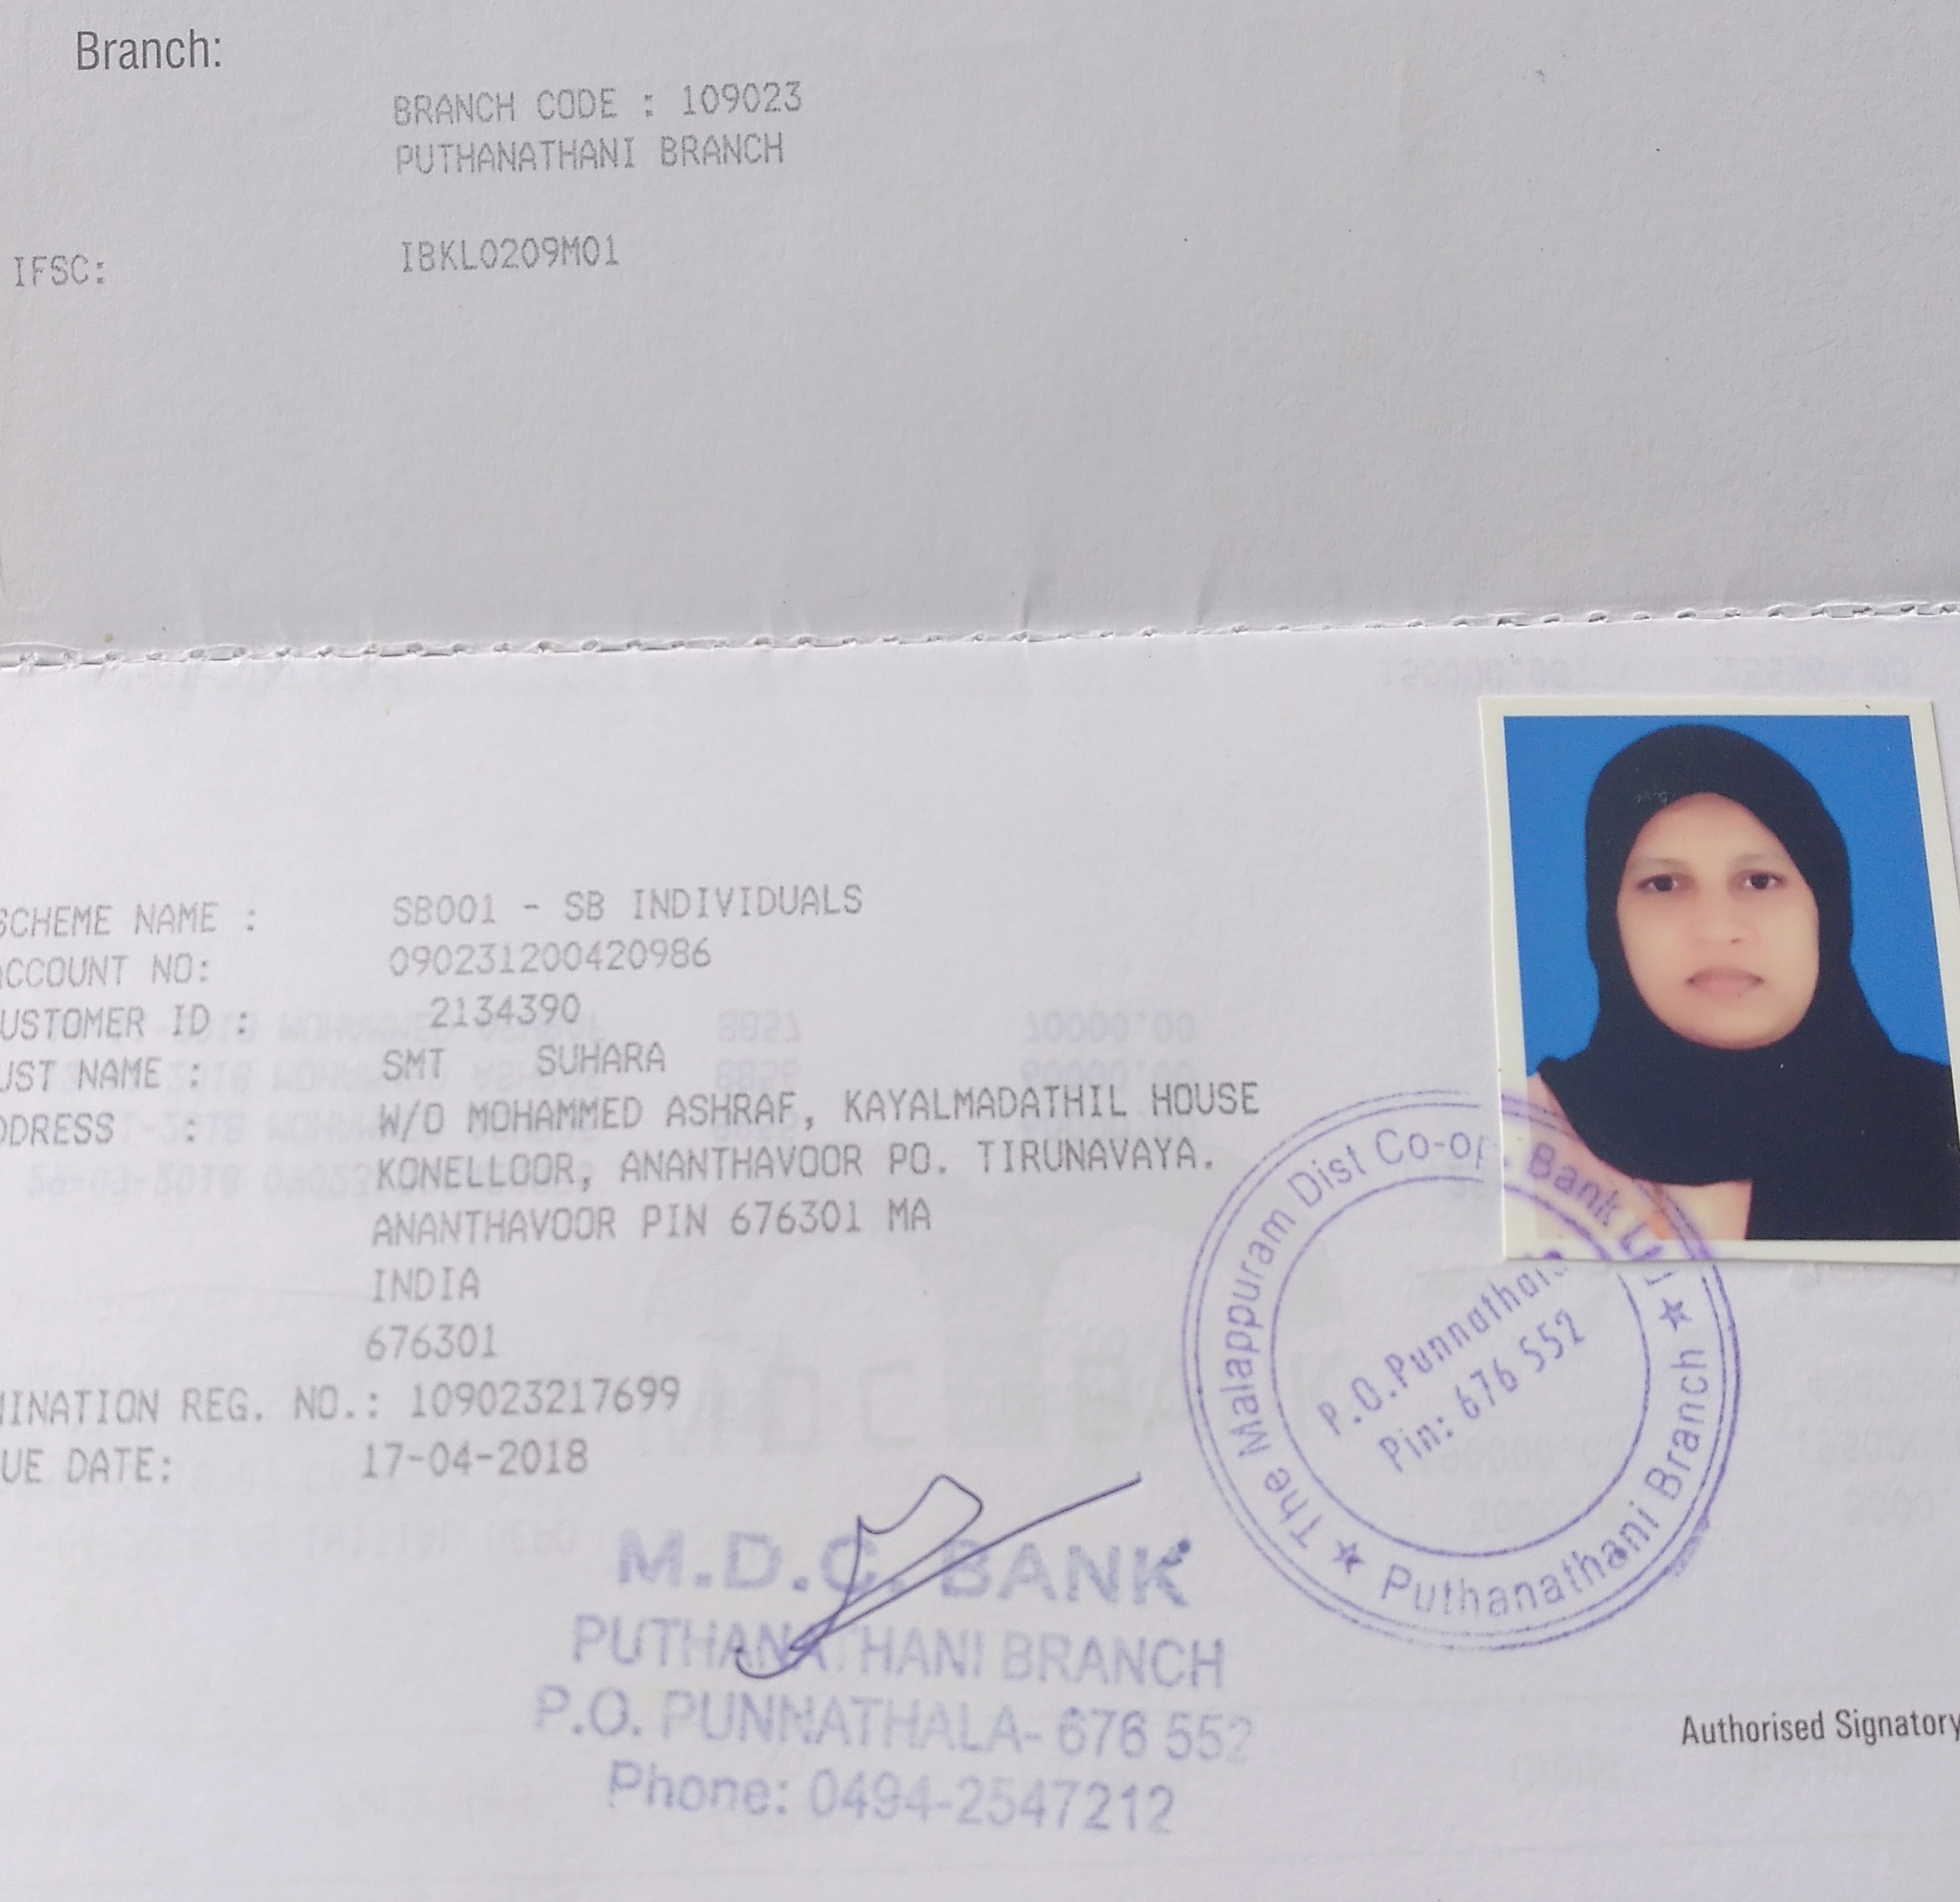 Branch:
BRANCH CODE : 109023
PUTHANATHANI BRANCH
IFSC: IBKL0209M01
SCHEME NAME : SB001 - SB INDIVIDUALS
ACCOUNT NO: 090231200420986
USTOMER ID : 2134390
UST NAME : SMT SUHARA
DDRESS : W/O MOHAMMED ASHRAF, KAYALMADATHIL HOUSE
KONELLOOR, ANANTHAVOOR PO. TIRUNAVAYA.
ANANTHAVOOR PIN 676301 MA
INDIA
676301
MINATION REG. NO.: 109023217699
UE DATE: 17-04-2018
The Malappuram Dist Co-op. Bank Ltd
Puthanathani Branch
P.O.Punnathala
Pin: 676 552
M.D.C. BANK
PUTHANATHANI BRANCH
P.O. PUNNATHALA- 676 552
Phone: 0494-2547212
Authorised Signatory